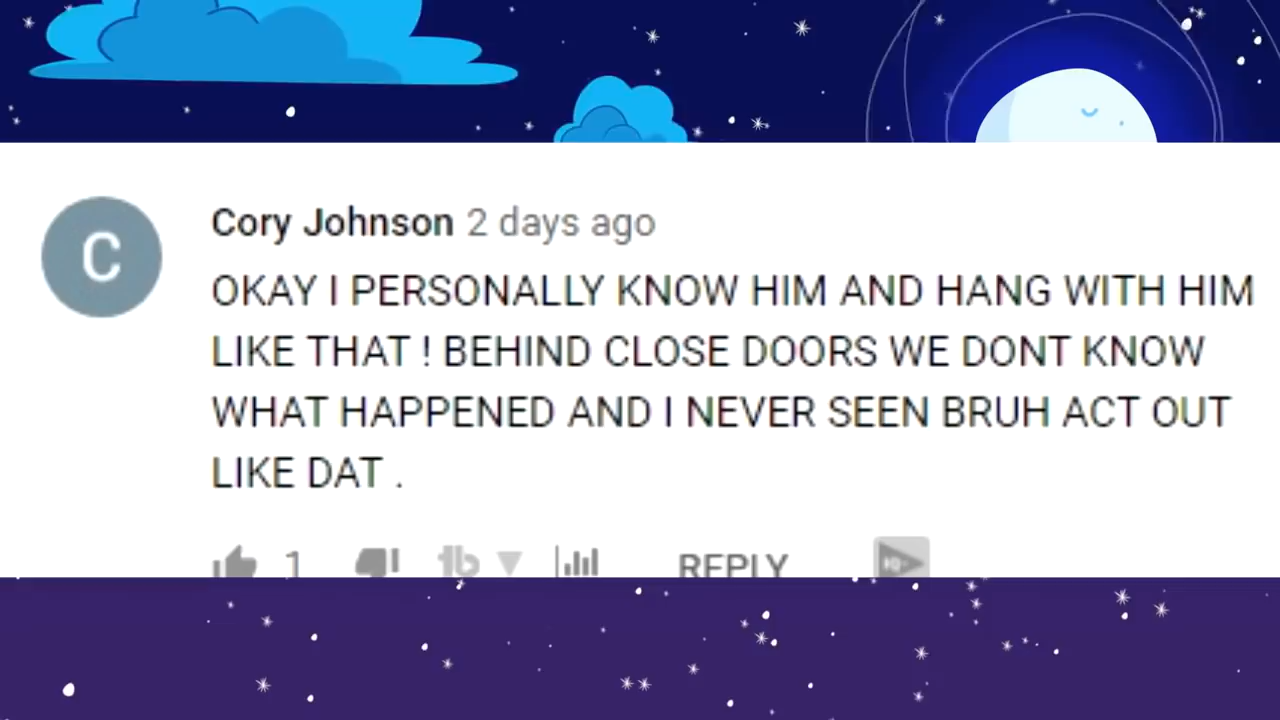 C
Cory Johnson 2 days ago
OKAY I PERSONALLY KNOW HIM AND HANG WITH HIM
LIKE THAT ! BEHIND CLOSE DOORS WE DONT KNOW
WHAT HAPPENED AND I NEVER SEEN BRUH ACT OUT
LIKE DAT .
1 tb REPLY